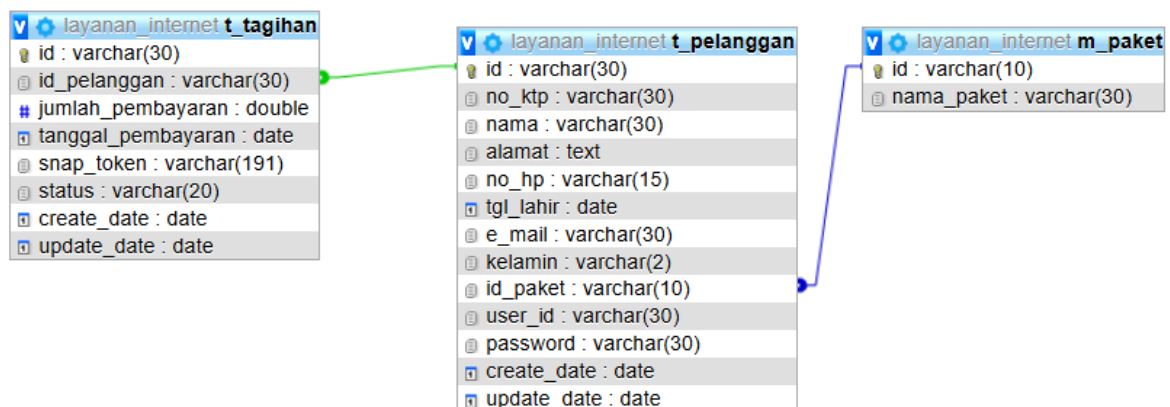 layanan_internet t_tagihan
id : varchar(30)
id_pelanggan : varchar(30)
# jumlah_pembayaran : double
tanggal_pembayaran : date
snap_token : varchar(191)
status : varchar(20)
create_date : date
update_date : date
layanan_internet t_pelanggan
id : varchar(30)
no_ktp : varchar(30)
nama : varchar(30)
alamat : text
no_hp : varchar(15)
tgl_lahir : date
e_mail : varchar(30)
kelamin : varchar(2)
id_paket : varchar(10)
user_id : varchar(30)
password : varchar(30)
create_date : date
update_date : date
layanan_internet m_paket
id : varchar(10)
nama_paket : varchar(30)